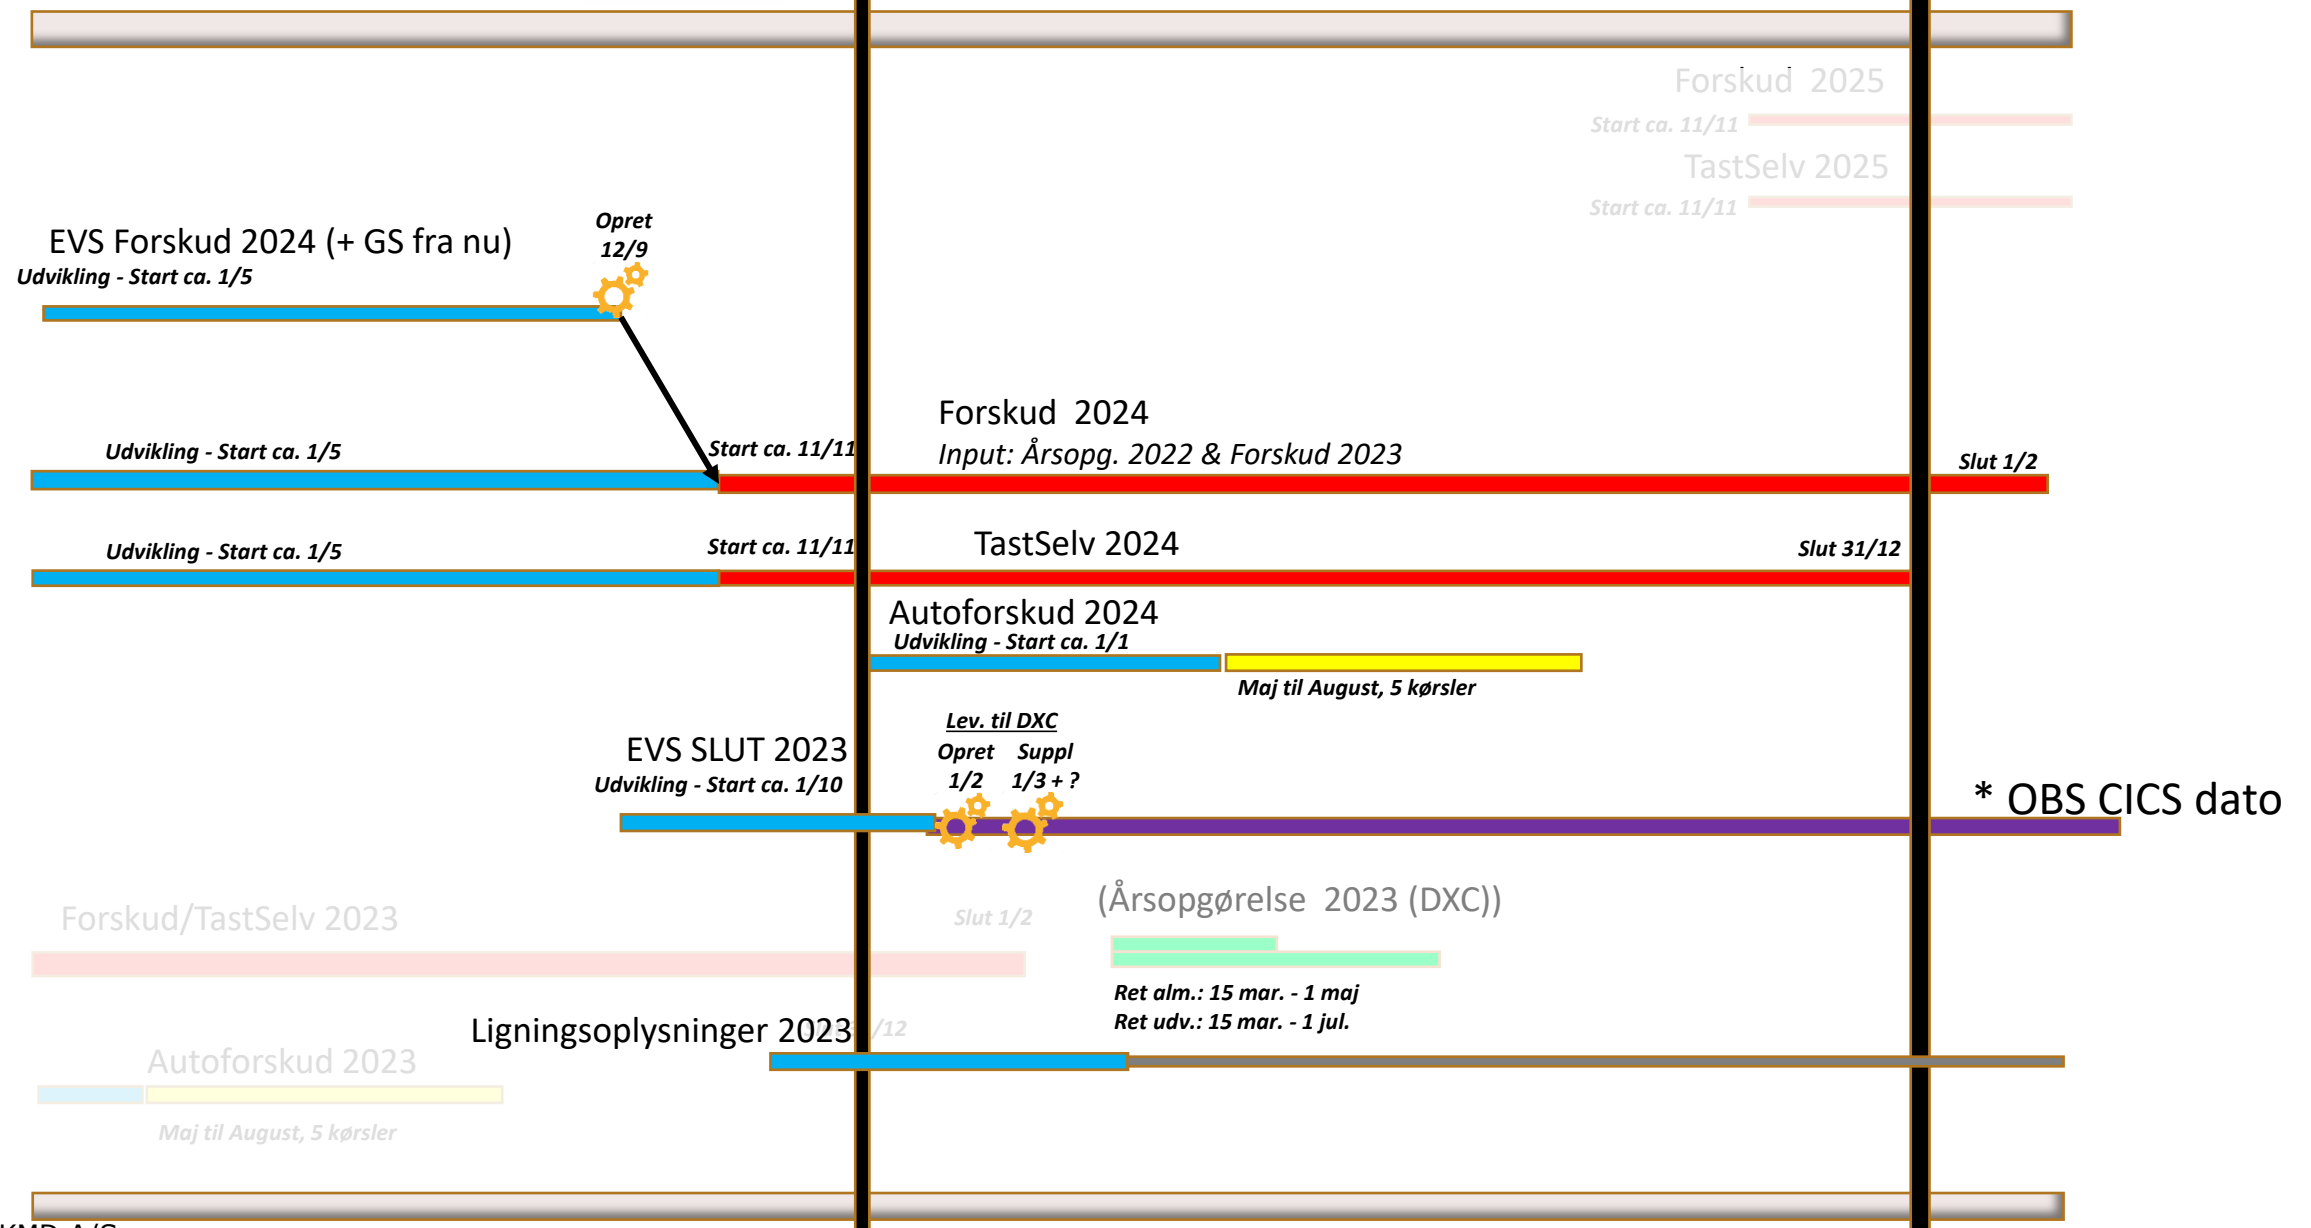 Forskud 2025
Start ca. 11/11
TastSelv 2025
Start ca. 11/11
Opret
12/9
EVS Forskud 2024 (+ GS fra nu)
Udvikling - Start ca. 1/5
Forskud 2024
Input: Årsopg. 2022 & Forskud 2023
Udvikling - Start ca. 1/5
Start ca. 11/11
Slut 1/2
TastSelv 2024
Udvikling - Start ca. 1/5
Start ca. 11/11
Slut 31/12
Autoforskud 2024
Udvikling - Start ca. 1/1
Maj til August, 5 kørsler
Lev. til DXC
Opret Suppl
1/2 1/3 + ?
EVS SLUT 2023
Udvikling - Start ca. 1/10
* OBS CICS dato
Forskud/TastSelv 2023
Slut 1/2
(Årsopgørelse 2023 (DXC))
Ret alm.: 15 mar. - 1 maj
Ret udv.: 15 mar. - 1 jul.
Ligningsoplysninger 2023
/12
Autoforskud 2023
Maj til August, 5 kørsler